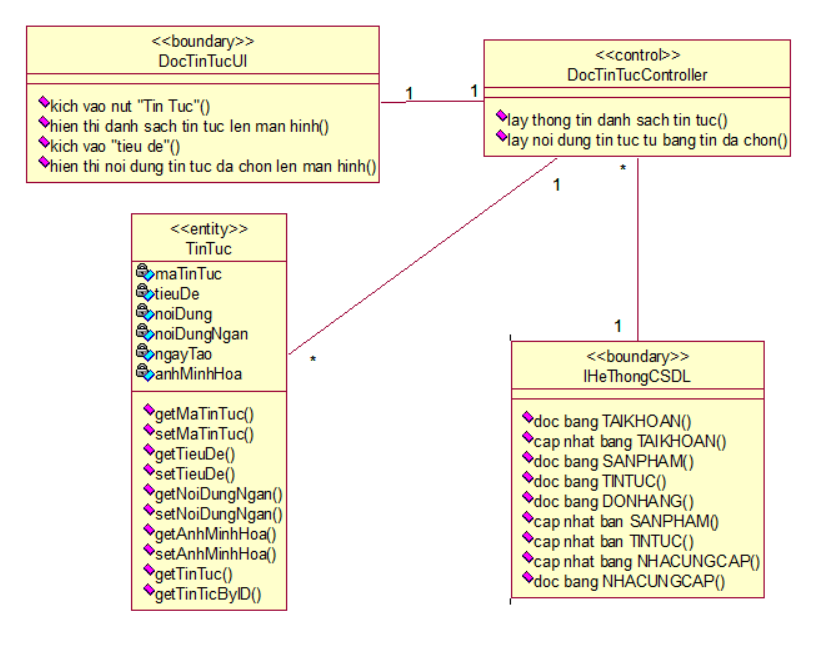 <<boundary>>
DocTinTucUI
kich vao nut "Tin Tuc"()
hien thi danh sach tin tuc len man hinh()
kich vao "tieu de"()
hien thi noi dung tin tuc da chon len man hinh()
1
1
<<control>>
DocTinTucController
lay thong tin danh sach tin tuc()
lay noi dung tin tuc tu bang tin da chon()
1
*
<<entity>>
TinTuc
maTinTuc
tieuDe
noiDung
noiDungNgan
ngayTao
anhMinhHoa
getMaTinTuc()
setMaTinTuc()
getTieuDe()
setTieuDe()
getNoiDungNgan()
setNoiDungNgan()
getAnhMinhHoa()
setAnhMinhHoa()
getTinTuc()
getTinTicByID()
*
1
<<boundary>>
IHeThongCSDL
doc bang TAIKHOAN()
cap nhat bang TAIKHOAN()
doc bang SANPHAM()
doc bang TINTUC()
doc bang DONHANG()
cap nhat ban SANPHAM()
cap nhat ban TINTUC()
cap nhat bang NHACUNGCAP()
doc bang NHACUNGCAP()